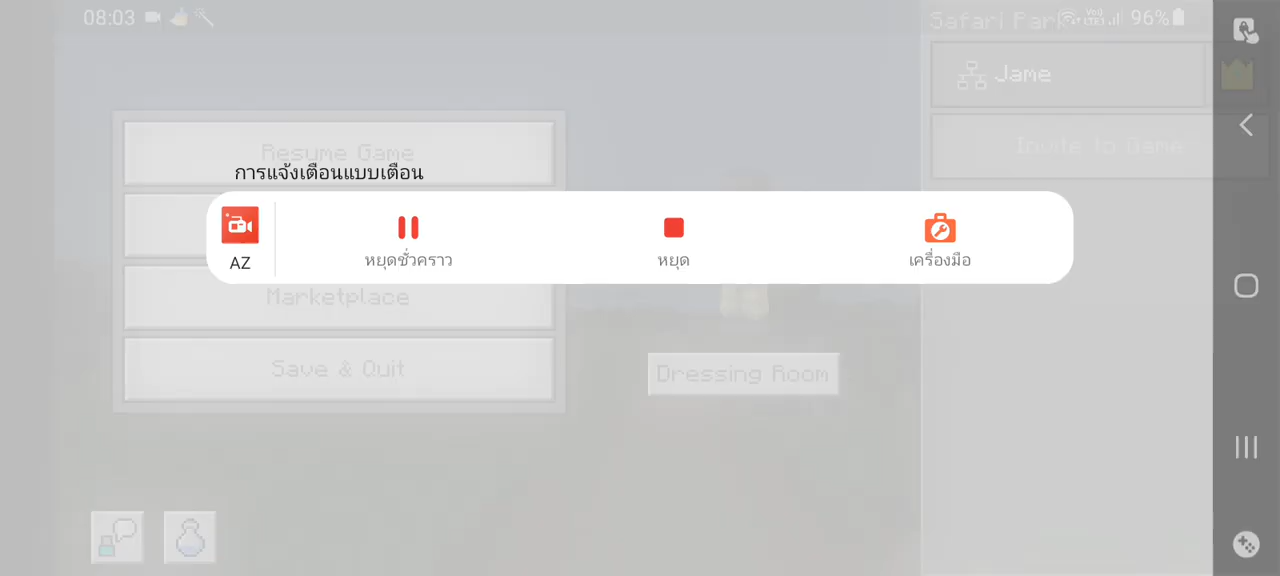 08:03
Safari Park
96%
Jame
Resume Game
Invite to Game
การแจ้งเตือนแบบเตือน
AZ
หยุดชั่วคราว
หยุด
เครื่องมือ
Marketplace
Save & Quit
Dressing Room